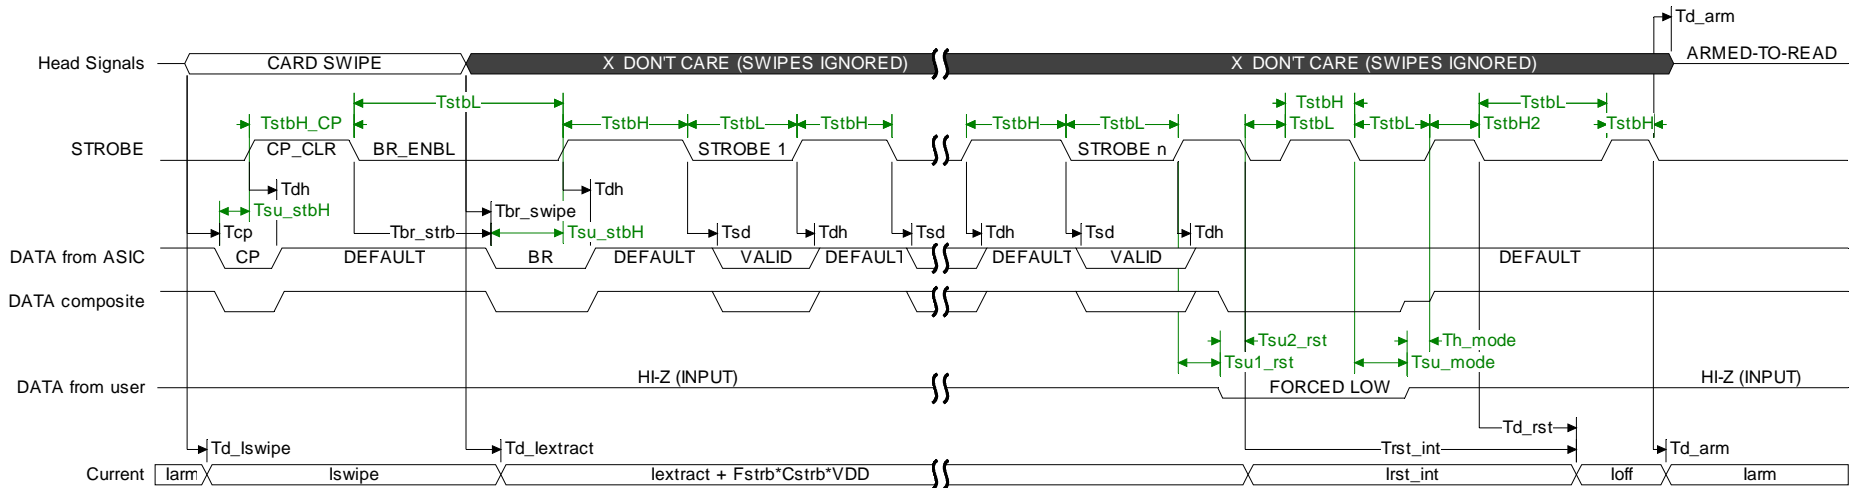 Td_arm
Head Signals CARD SWIPE X DON'T CARE (SWIPES IGNORED) X DON'T CARE (SWIPES IGNORED) ARMED-TO-READ
TstbL TstbH TstbL
TstbH_CP TstbH TstbL TstbH TstbH TstbL TstbL TstbL TstbH2 TstbH
STROBE CP_CLR BR_ENBL STROBE 1 STROBE n
Tdh Tdh
Tsu_stbH Tbr_swipe
Tcp Tbr_strb Tsu_stbH Tsd Tdh Tsd Tdh Tsd Tdh
DATA from ASIC CP DEFAULT BR DEFAULT VALID DEFAULT DEFAULT VALID DEFAULT
DATA composite
Tsu2_rst Th_mode
Tsu1_rst Tsu_mode
DATA from user HI-Z (INPUT) FORCED LOW HI-Z (INPUT)
Td_rst
Td_Iswipe Td_Iextract Trst_int Td_arm
Current Iarm Iswipe Iextract + Fstrb*Cstrb*VDD Irst_int Ioff Iarm